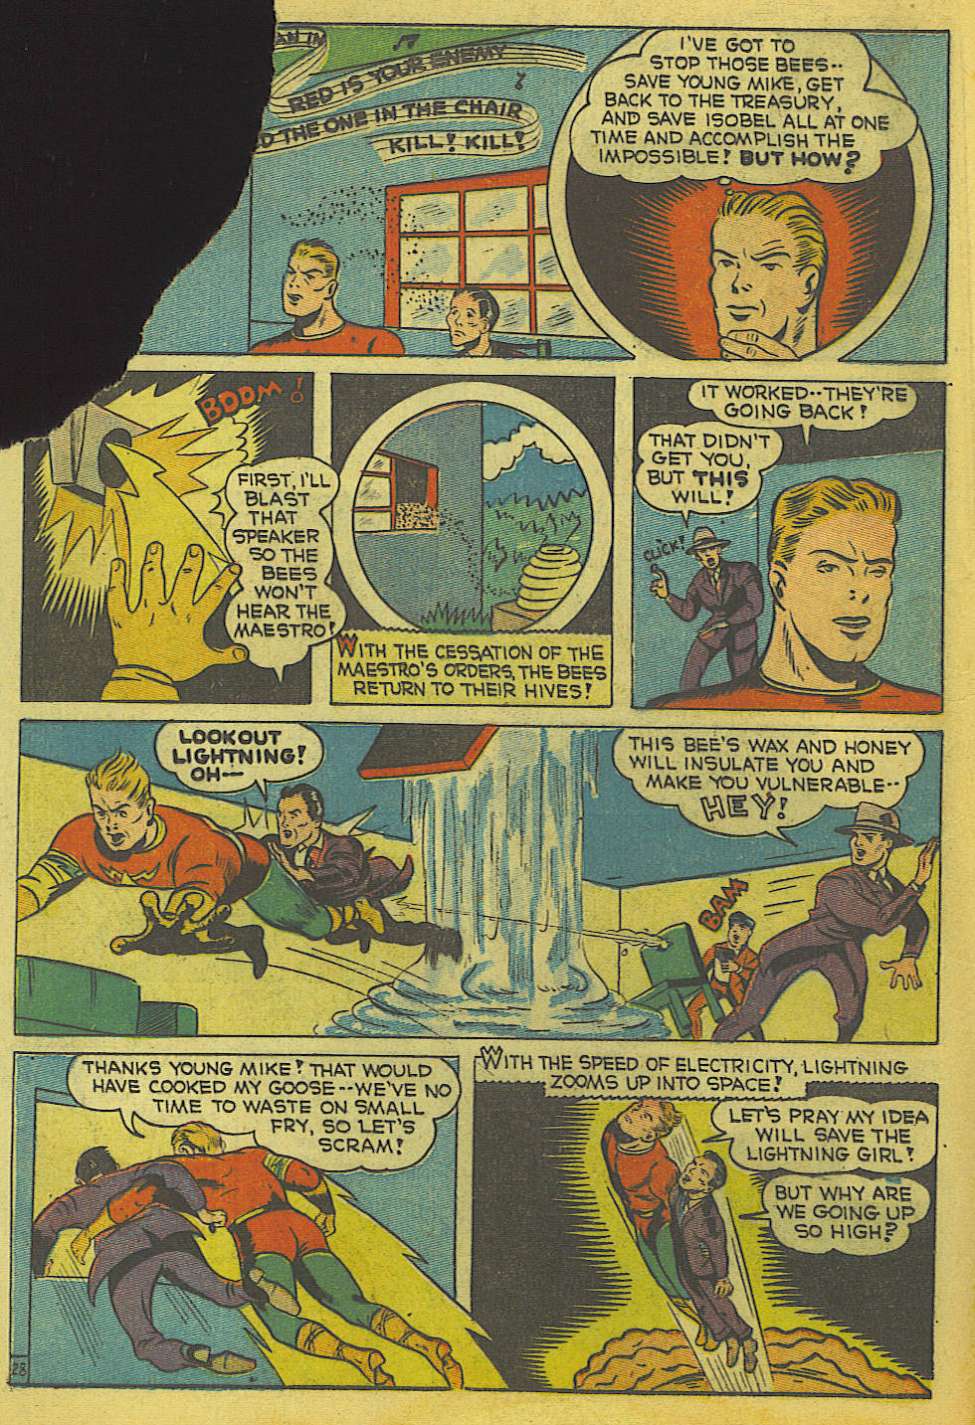 AN IN
RED IS YOUR ENEMY
D THE ONE IN THE CHAIR
KILL! KILL!
I'VE GOT TO
STOP THOSE BEES--
SAVE YOUNG MIKE, GET
BACK TO THE TREASURY,
AND SAVE ISOBEL ALL AT ONE
TIME AND ACCOMPLISH THE
IMPOSSIBLE! BUT HOW?
BOOM!
FIRST, I'LL
BLAST
THAT
SPEAKER
SO THE
BEES
WON'T
HEAR THE
MAESTRO!
WITH THE CESSATION OF THE
MAESTRO'S ORDERS, THE BEES
RETURN TO THEIR HIVES!
IT WORKED--THEY'RE
GOING BACK!
THAT DIDN'T
GET YOU,
BUT THIS
WILL!
CLICK!
LOOKOUT
LIGHTNING!
OH--
THIS BEE'S WAX AND HONEY
WILL INSULATE YOU AND
MAKE YOU VULNERABLE--
HEY!
BAM
THANKS YOUNG MIKE! THAT WOULD
HAVE COOKED MY GOOSE--WE'VE NO
TIME TO WASTE ON SMALL
FRY, SO LET'S
SCRAM!
WITH THE SPEED OF ELECTRICITY, LIGHTNING
ZOOMS UP INTO SPACE!
LET'S PRAY MY IDEA
WILL SAVE THE
LIGHTNING GIRL!
BUT WHY ARE
WE GOING UP
SO HIGH?
28